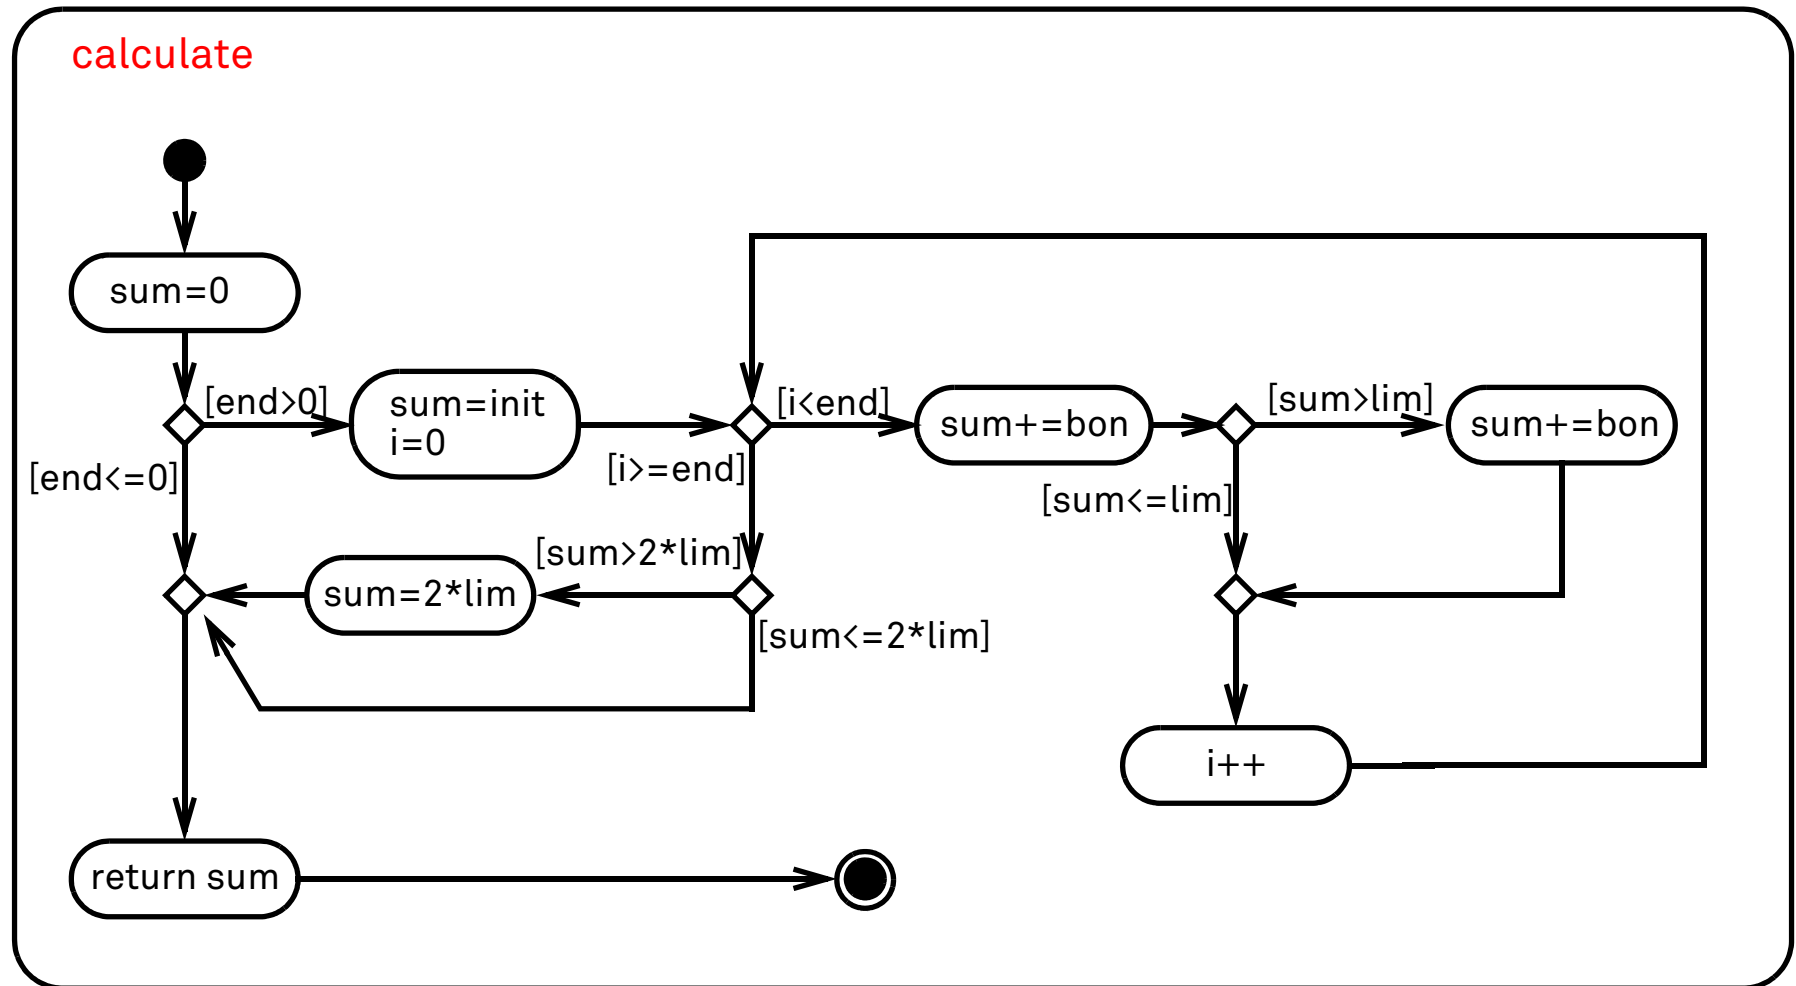 calculate
sum=0
[end>0]
sum=init
i=0
[i<end]
sum+=bon
[sum>lim]
sum+=bon
[end<=0]
[i>=end]
[sum<=lim]
[sum>2*lim]
sum=2*lim
[sum<=2*lim]
i++
return sum